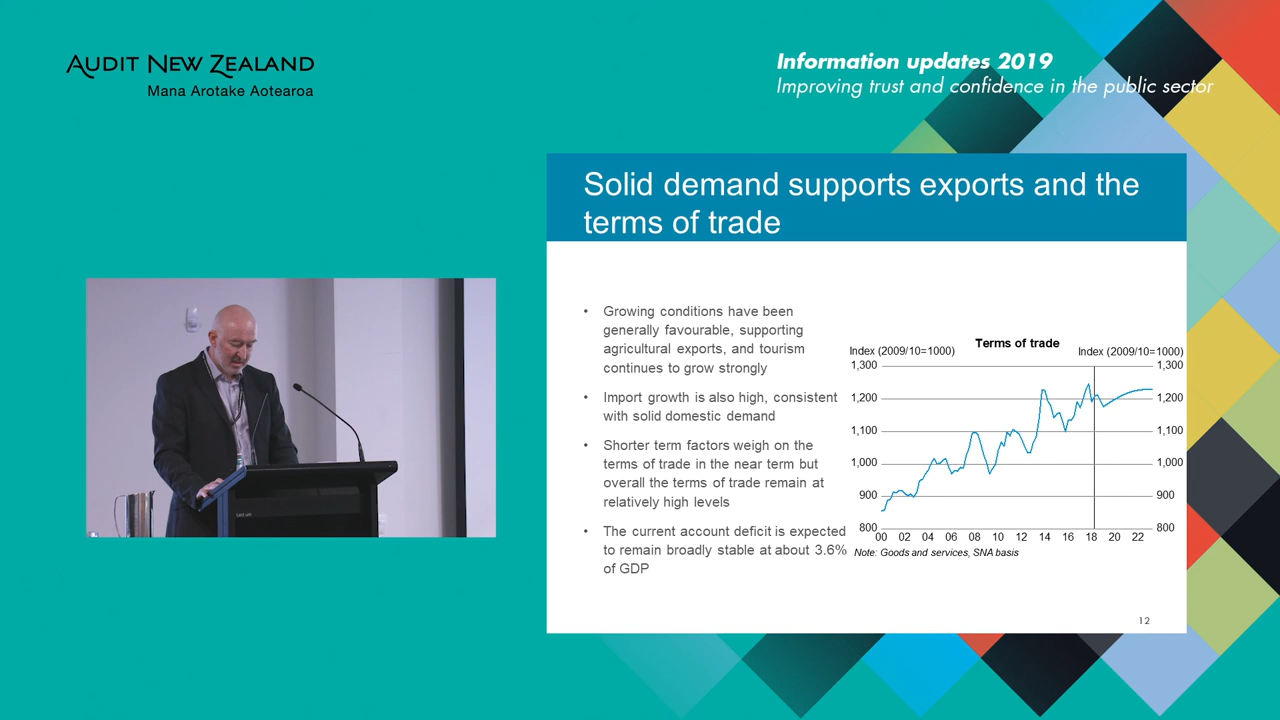 AUDIT NEW ZEALAND
Mana Arotake Aotearoa
Information updates 2019
Improving trust and confidence in the public sector
Solid demand supports exports and the
terms of trade
• Growing conditions have been
generally favourable, supporting
agricultural exports, and tourism
continues to grow strongly
• Import growth is also high, consistent
with solid domestic demand
• Shorter term factors weigh on the
terms of trade in the near term but
overall the terms of trade remain at
relatively high levels
• The current account deficit is expected
to remain broadly stable at about 3.6%
of GDP
Terms of trade
Index (2009/10=1000) Index (2009/10=1000)
1,300 1,300
1,200 1,200
1,100 1,100
1,000 1,000
900 900
800 800
00 02 04 06 08 10 12 14 16 18 20 22
Note: Goods and services, SNA basis
12